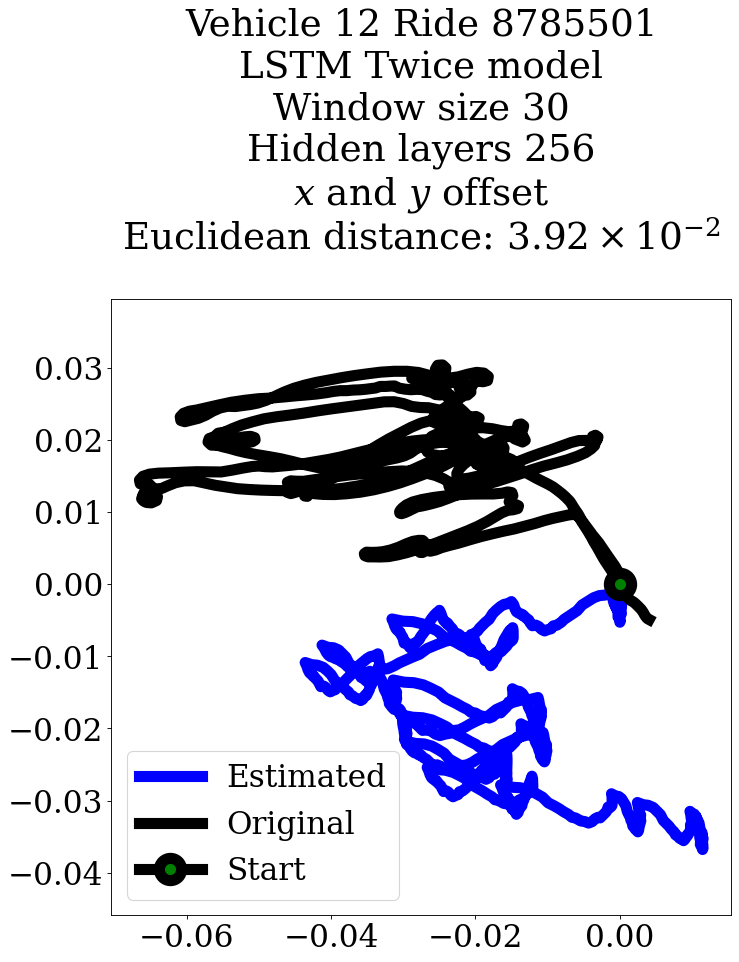 Vehicle 12 Ride 8785501
LSTM Twice model
Window size 30
Hidden layers 256
x and y offset
Euclidean distance: 3.92 × 10⁻²
0.03
0.02
0.01
0.00
−0.01
−0.02
−0.03
−0.04
Estimated
Original
Start
−0.06 −0.04 −0.02 0.00